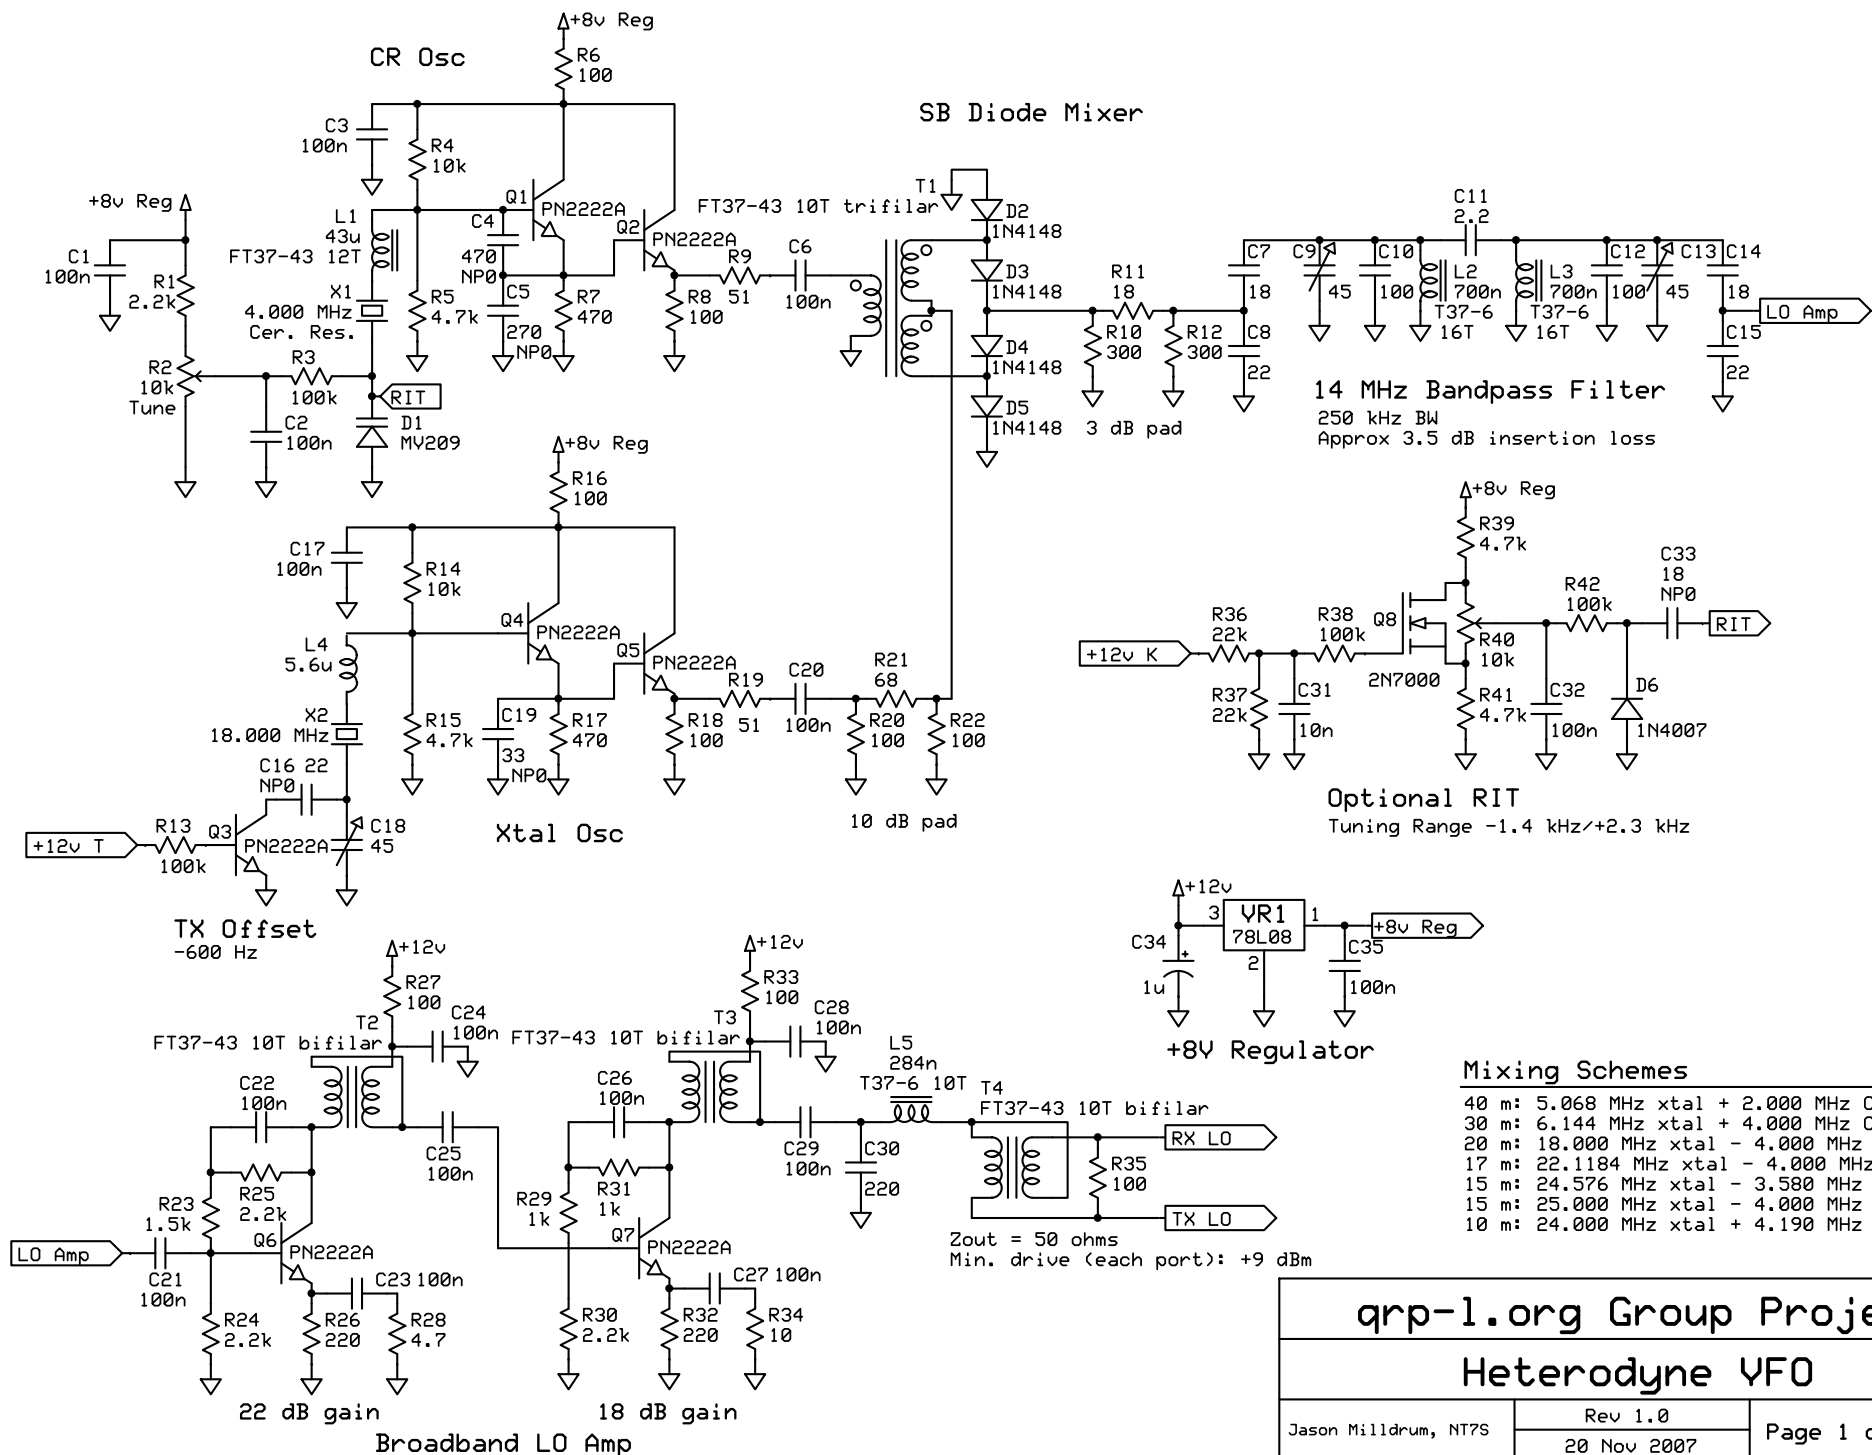 CR Osc
+8v Reg
R6
100
SB Diode Mixer
C3
100n
R4
10k
+8v Reg
C1
100n
R1
2.2k
R2
10k
Tune
L1
43u
FT37-43 12T
X1
4.000 MHz
Cer. Res.
R3
100k
RIT
C2
100n
D1
MV209
R5
4.7k
C4
470
NP0
C5
270
NP0
Q1
PN2222A
R7
470
Q2
PN2222A
R8
100
R9
51
C6
100n
FT37-43 10T trifilar
T1
D2
1N4148
D3
1N4148
D4
1N4148
D5
1N4148
R10
300
R11
18
R12
300
3 dB pad
C7
18
C8
22
C9
45
C10
100
L2
700n
T37-6
16T
C11
2.2
L3
700n
T37-6
16T
C12
100
C13
45
C14
18
C15
22
LO Amp
14 MHz Bandpass Filter
250 kHz BW
Approx 3.5 dB insertion loss
+8v Reg
R16
100
C17
100n
R14
10k
L4
5.6u
X2
18.000 MHz
C16 22
NP0
R13
100k
+12v T
Q3
PN2222A
C18
45
R15
4.7k
Q4
PN2222A
C19
33
NP0
R17
470
Q5
PN2222A
R18
100
R19
51
C20
100n
R20
100
R21
68
R22
100
10 dB pad
Xtal Osc
TX Offset
-600 Hz
+8v Reg
R39
4.7k
+12v K
R36
22k
R37
22k
C31
10n
R38
100k
Q8
2N7000
R40
10k
R41
4.7k
C32
100n
R42
100k
D6
1N4007
C33
18
NP0
RIT
Optional RIT
Tuning Range -1.4 kHz/+2.3 kHz
+12v
C34
+
1u
3
VR1
78L08
1
2
+8v Reg
C35
100n
+8V Regulator
+12v
R27
100
T2
C24
100n
FT37-43 10T bifilar
C22
100n
R23
1.5k
R25
2.2k
LO Amp
C21
100n
R24
2.2k
Q6
PN2222A
R26
220
C23 100n
R28
4.7
C25
100n
22 dB gain
+12v
R33
100
T3
C28
100n
FT37-43 10T bifilar
C26
100n
R29
1k
R31
1k
R30
2.2k
Q7
PN2222A
R32
220
C27 100n
R34
10
18 dB gain
Broadband LO Amp
C29
100n
C30
220
L5
284n
T37-6 10T
T4
FT37-43 10T bifilar
R35
100
RX LO
TX LO
Zout = 50 ohms
Min. drive (each port): +9 dBm
Mixing Schemes
40 m: 5.068 MHz xtal + 2.000 MHz
30 m: 6.144 MHz xtal + 4.000 MHz
20 m: 18.000 MHz xtal - 4.000 MHz
17 m: 22.1184 MHz xtal - 4.000 MHz
15 m: 24.576 MHz xtal - 3.580 MHz
15 m: 25.000 MHz xtal - 4.000 MHz
10 m: 24.000 MHz xtal + 4.190 MHz
qrp-l.org Group Proje
Heterodyne VFO
Jason Milldrum, NT7S
Rev 1.0
20 Nov 2007
Page 1